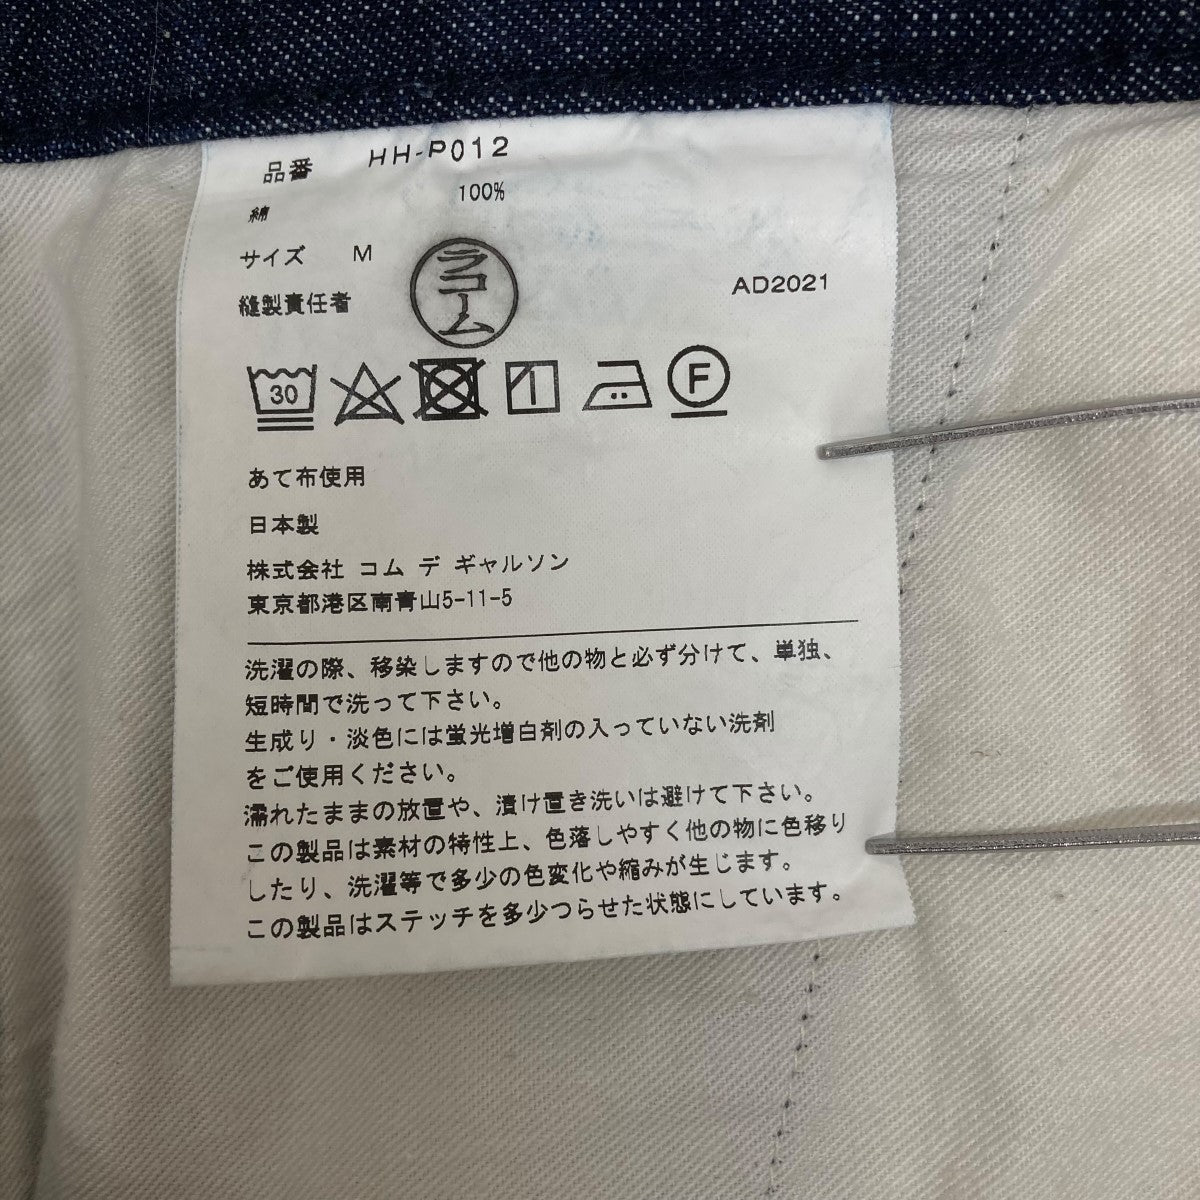 品番 HH-P012
綿 100%
サイズ M
縫製責任者 ラコーム AD2021
30 F
あて布使用
日本製
株式会社 コム デ ギャルソン
東京都港区南青山5-11-5
洗濯の際、移染しますので他の物と必ず分けて、単独、
短時間で洗って下さい。
生成り・淡色には蛍光増白剤の入っていない洗剤
をご使用ください。
濡れたままの放置や、漬け置き洗いは避けて下さい。
この製品は素材の特性上、色落しやすく他の物に色移り
したり、洗濯等で多少の色変化や縮みが生じます。
この製品はステッチを多少つらせた状態にしています。